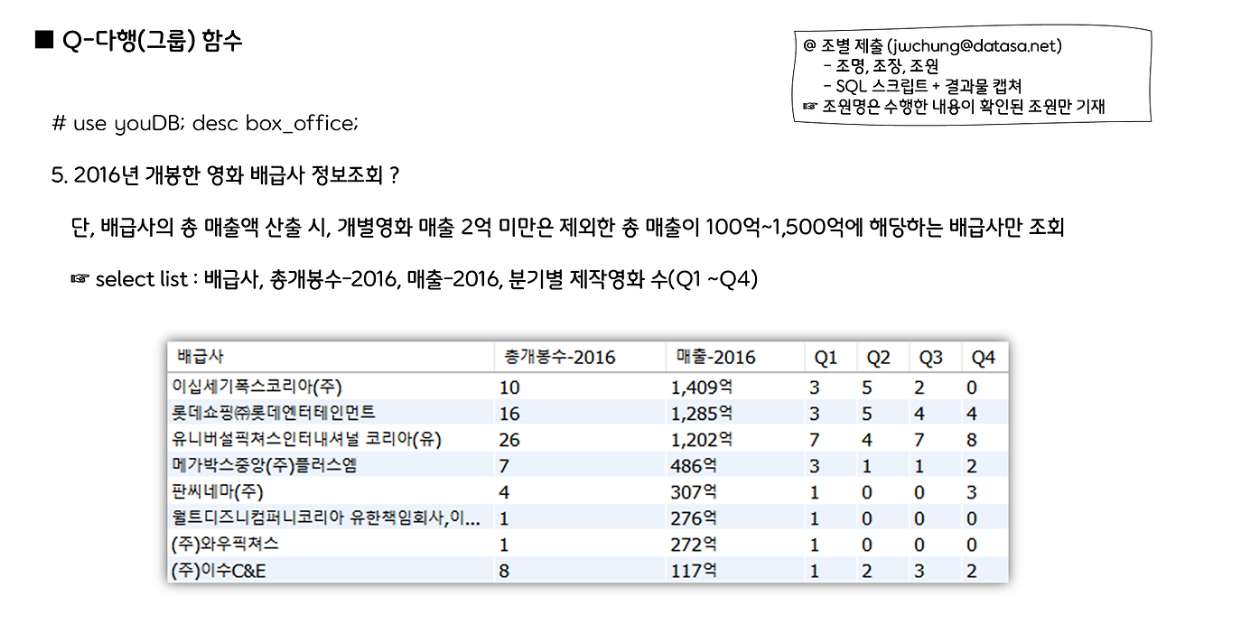 ■ Q-다행(그룹) 함수
@ 조별 제출 (jwchung@datasa.net)
- 조명, 조장, 조원
- SQL 스크립트 + 결과물 캡쳐
☞ 조원명은 수행한 내용이 확인된 조원만 기재
# use youDB; desc box_office;
5. 2016년 개봉한 영화 배급사 정보조회 ?
단, 배급사의 총 매출액 산출 시, 개별영화 매출 2억 미만은 제외한 총 매출이 100억~1,500억에 해당하는 배급사만 조회
☞ select list : 배급사, 총개봉수-2016, 매출-2016, 분기별 제작영화 수(Q1 ~Q4)
배급사 총개봉수-2016 매출-2016 Q1 Q2 Q3 Q4
이십세기폭스코리아(주) 10 1,409억 3 5 2 0
롯데쇼핑㈜롯데엔터테인먼트 16 1,285억 3 5 4 4
유니버설픽쳐스인터내셔널 코리아(유) 26 1,202억 7 4 7 8
메가박스중앙(주)플러스엠 7 486억 3 1 1 2
판씨네마(주) 4 307억 1 0 0 3
월트디즈니컴퍼니코리아 유한책임회사,이... 1 276억 1 0 0 0
(주)와우픽쳐스 1 272억 1 0 0 0
(주)이수C&E 8 117억 1 2 3 2